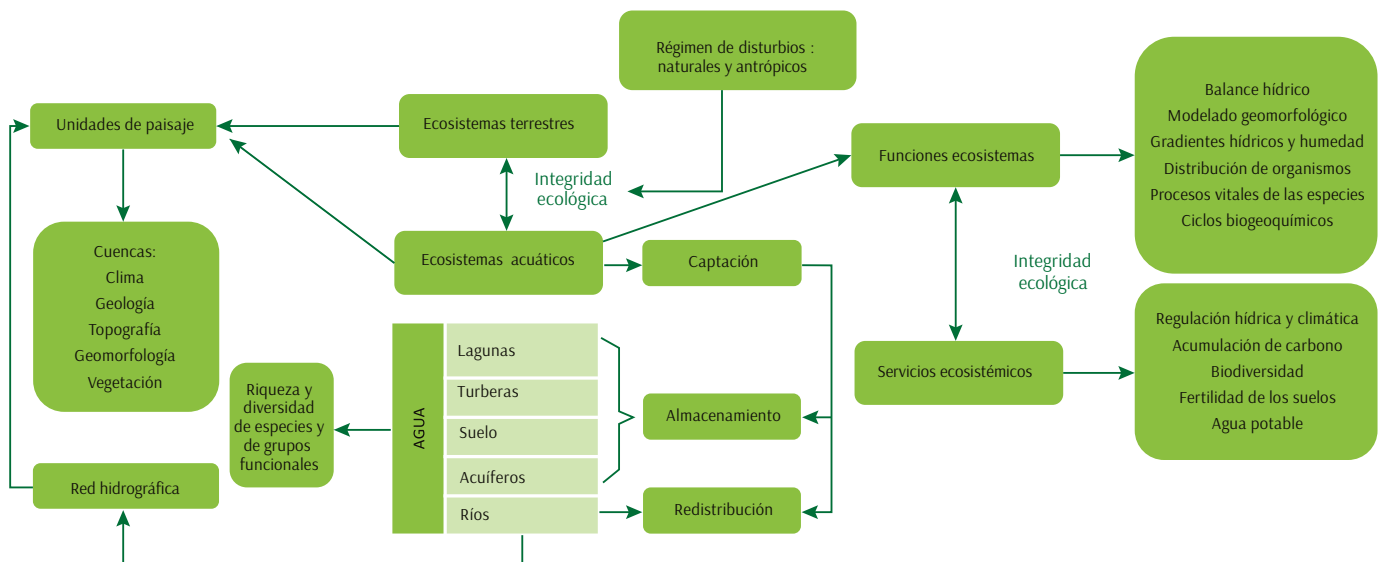 Régimen de disturbios :
naturales y antrópicos
Unidades de paisaje
Ecosistemas terrestres
Integridad
ecológica
Ecosistemas acuáticos
Funciones ecosistemas
Balance hídrico
Modelado geomorfológico
Gradientes hídricos y humedad
Distribución de organismos
Procesos vitales de las especies
Ciclos biogeoquímicos
Cuencas:
Clima
Geología
Topografía
Geomorfología
Vegetación
Captación
Integridad
ecológica
Servicios ecosistémicos
Regulación hídrica y climática
Acumulación de carbono
Biodiversidad
Fertilidad de los suelos
Agua potable
Riqueza y
diversidad
de especies y
de grupos
funcionales
AGUA
Lagunas
Turberas
Suelo
Acuíferos
Ríos
Almacenamiento
Redistribución
Red hidrográfica